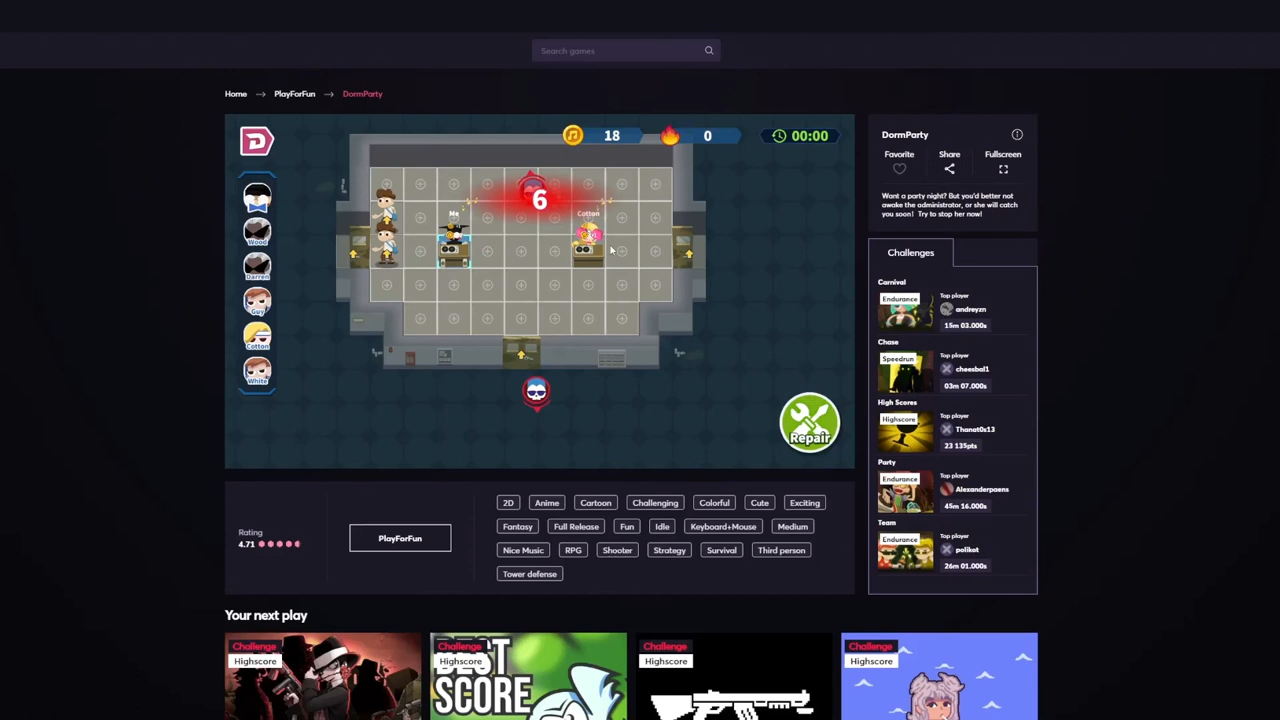 Search games
Home PlayForFun DormParty
D
18
0
00:00
6
Me
Cotton
Wood
Darren
Guy
Cotton
White
Repair
DormParty
Favorite Share Fullscreen
Want a party night? But you'd better not
awake the administrator, or she will catch
you soon! Try to stop her now!
Challenges
Carnival
Endurance
Top player
andreyzn
15m 03.000s
Chase
Speedrun
Top player
cheesbal1
03m 07.000s
High Scores
Highscore
Top player
Thanat0s13
23 135pts
Party
Endurance
Top player
Alexanderpaens
45m 16.000s
Team
Endurance
Top player
polikot
26m 01.000s
Rating
4.71
PlayForFun
2D Anime Cartoon Challenging Colorful Cute Exciting
Fantasy Full Release Fun Idle Keyboard+Mouse Medium
Nice Music RPG Shooter Strategy Survival Third person
Tower defense
Your next play
Challenge
Highscore
Challenge
Highscore
BEST
SCORE
Challenge
Highscore
Challenge
Highscore